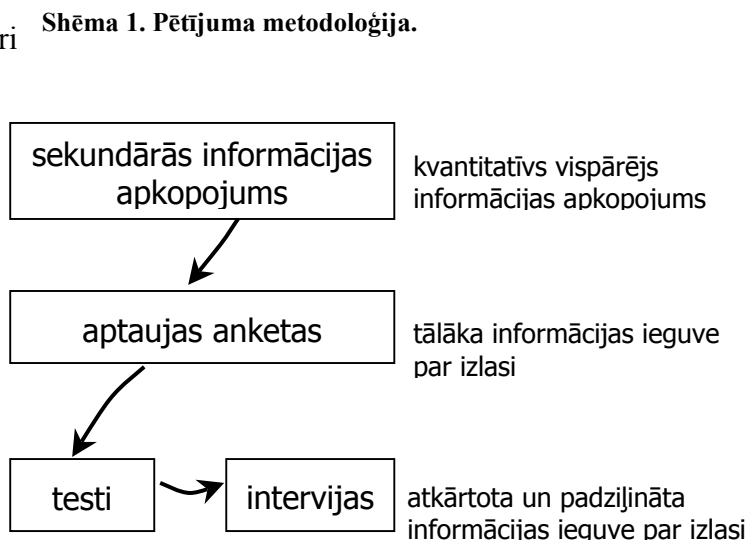 ri
Shēma 1. Pētījuma metodoloģija.
sekundārās informācijas
apkopojums
kvantitatīvs vispārējs
informācijas apkopojums
aptaujas anketas
tālāka informācijas ieguve
par izlasi
testi
intervijas
atkārtota un padziļināta
informācijas ieguve par izlasi